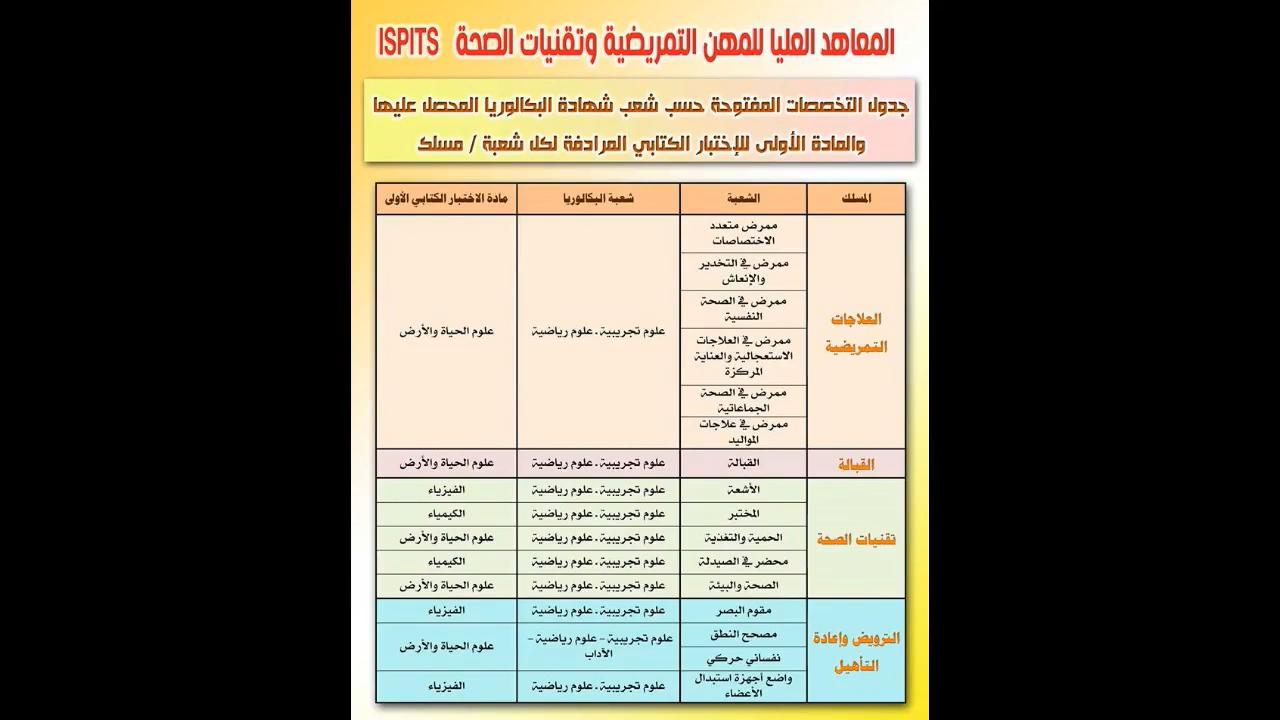 المعاهد العليا للمهن التمريضية وتقنيات الصحة ISPITS
جدول التخصصات المفتوحة حسب شعب شهادة البكالوريا المحصل عليها
والمادة الأولى للإختبار الكتابي المرادفة لكل شعبة / مسلك
المسلك
الشعبة
شعبة البكالوريا
مادة الاختبار الكتابي الأولى
العلاجات
التمريضية
ممرض متعدد
الاختصاصات
ممرض في التخدير
والإنعاش
ممرض في الصحة
النفسية
ممرض في العلاجات
الاستعجالية والعناية
المركزة
ممرض في الصحة
الجماعاتية
ممرض في علاجات
المواليد
علوم تجريبية . علوم رياضية
علوم الحياة والأرض
القبالة
القبالة
علوم تجريبية . علوم رياضية
علوم الحياة والأرض
تقنيات الصحة
الأشعة
علوم تجريبية . علوم رياضية
الفيزياء
المختبر
علوم تجريبية . علوم رياضية
الكيمياء
الحمية والتغذية
علوم تجريبية . علوم رياضية
علوم الحياة والأرض
محضر في الصيدلة
علوم تجريبية . علوم رياضية
الكيمياء
الصحة والبيئة
علوم تجريبية . علوم رياضية
علوم الحياة والأرض
الترويض وإعادة
التأهيل
مقوم البصر
علوم تجريبية . علوم رياضية
الفيزياء
مصحح النطق
نفساني حركي
علوم تجريبية – علوم رياضية –
الآداب
علوم الحياة والأرض
واضع أجهزة استبدال
الأعضاء
علوم تجريبية . علوم رياضية
الفيزياء